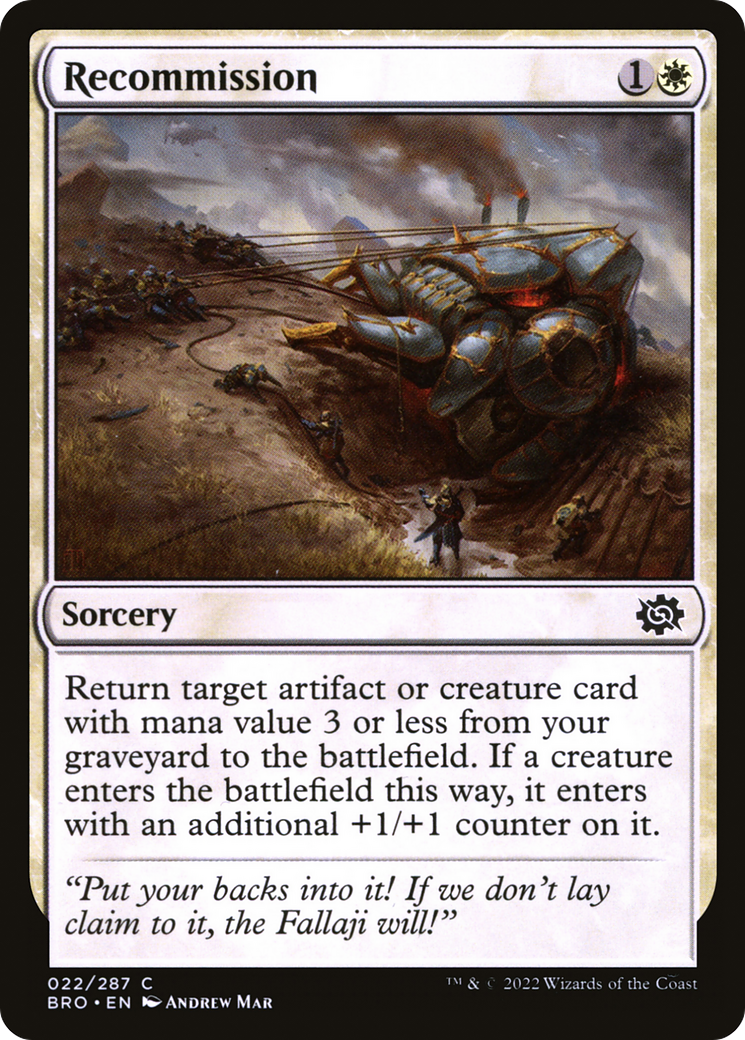 Recommission
1
Sorcery
Return target artifact or creature card
with mana value 3 or less from your
graveyard to the battlefield. If a creature
enters the battlefield this way, it enters
with an additional +1/+1 counter on it.
“Put your backs into it! If we don’t lay
claim to it, the Fallaji will!”
022/287 C
™ & © 2022 Wizards of the Coast
BRO • EN Andrew Mar